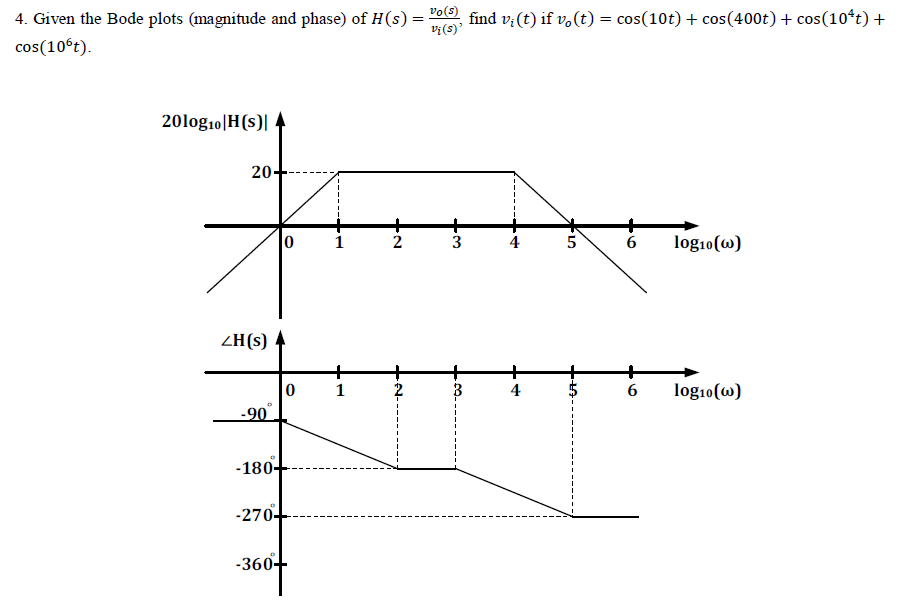 4. Given the Bode plots (magnitude and phase) of H(s) = vₒ(s)/vᵢ(s), find vᵢ(t) if vₒ(t) = cos(10t) + cos(400t) + cos(10⁴t) +
cos(10⁶t).
20log₁₀|H(s)|
20
0 1 2 3 4 5 6 log₁₀(ω)
∠H(s)
0 1 2 3 4 5 6 log₁₀(ω)
-90°
-180°
-270°
-360°